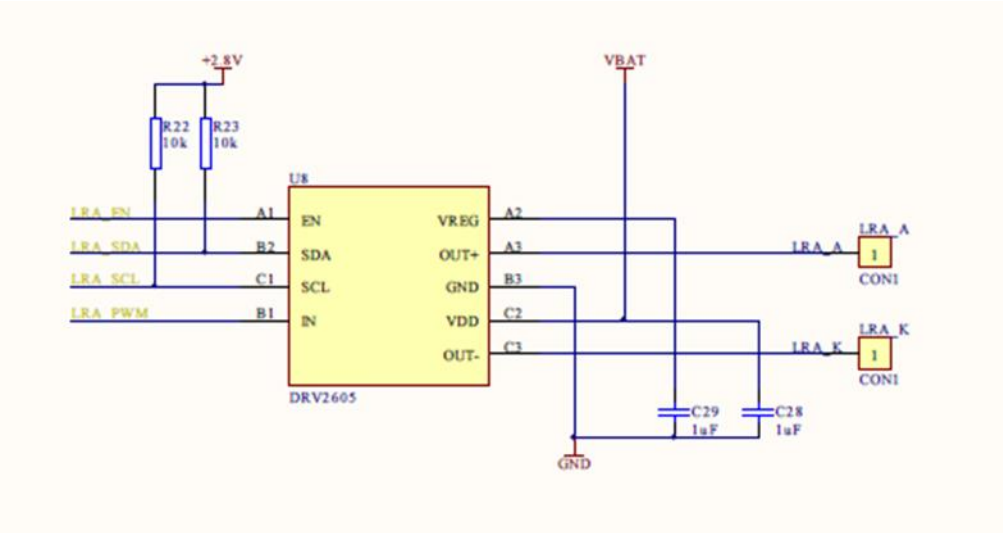 +2.8V
VBAT
R22
10k
R23
10k
U8
LRA_EN
A1
EN
VREG
A2
LRA_SDA
B2
SDA
OUT+
A3
LRA_A
LRA_A
1
CON1
LRA_SCL
C1
SCL
GND
B3
LRA_PWM
B1
IN
VDD
C2
OUT-
C3
LRA_K
LRA_K
1
CON1
DRV2605
C29
1uF
C28
1uF
GND